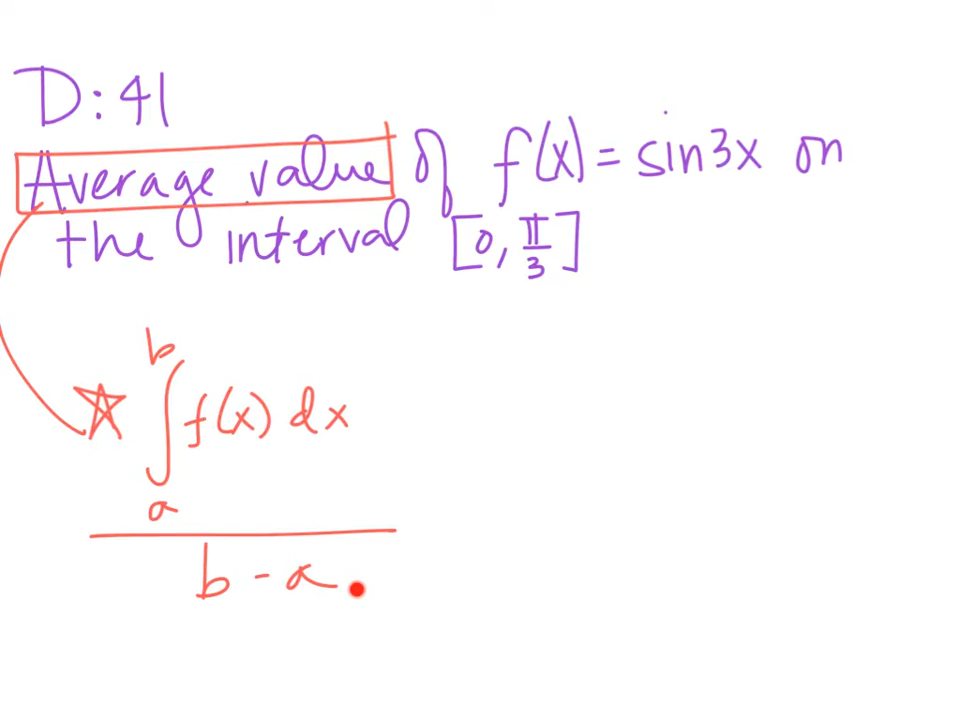 D: 41
Average value of f(x) = sin3x on
the interval [0, π/3]
b
∫ f(x) dx
a
b - a